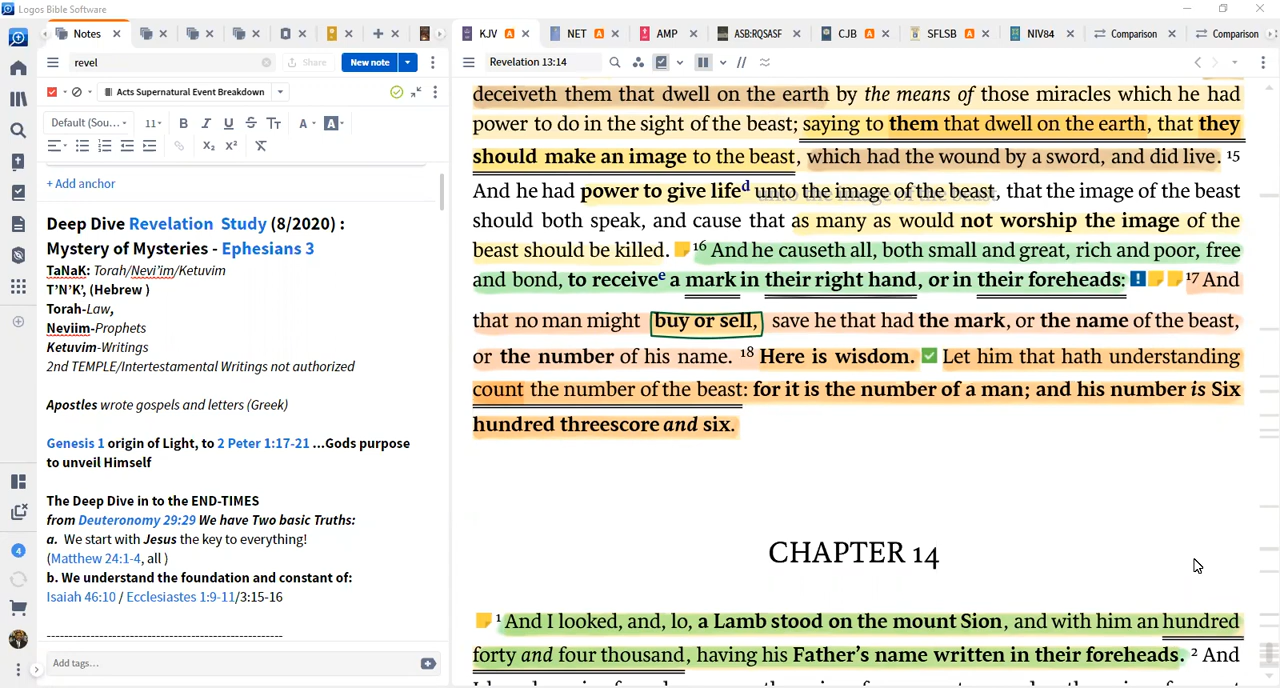 Logos Bible Software
Notes
KJV
A
NET
A
AMP
ASB:RQSASF
CJB
A
SFLSB
A
NIV84
Comparison
Comparison
revel
Share
New note
Revelation 13:14
Acts Supernatural Event Breakdown
Default (Sou...
11
B I U S Tт A A
X₂ X²
+ Add anchor
Deep Dive Revelation Study (8/2020) :
Mystery of Mysteries - Ephesians 3
TaNaK: Torah/Nevi'im/Ketuvim
T'N'K', (Hebrew )
Torah-Law,
Neviim-Prophets
Ketuvim-Writings
2nd TEMPLE/Intertestamental Writings not authorized
Apostles wrote gospels and letters (Greek)
Genesis 1 origin of Light, to 2 Peter 1:17-21 ...Gods purpose
to unveil Himself
The Deep Dive in to the END-TIMES
from Deuteronomy 29:29 We have Two basic Truths:
a. We start with Jesus the key to everything!
(Matthew 24:1-4, all )
b. We understand the foundation and constant of:
Isaiah 46:10 / Ecclesiastes 1:9-11/3:15-16
----------------------------------------------------
Add tags...
4
deceiveth them that dwell on the earth by the means of those miracles which he had
power to do in the sight of the beast; saying to them that dwell on the earth, that they
should make an image to the beast, which had the wound by a sword, and did live. 15
And he had power to give life d unto the image of the beast, that the image of the beast
should both speak, and cause that as many as would not worship the image of the
beast should be killed. 16 And he causeth all, both small and great, rich and poor, free
and bond, to receive e a mark in their right hand, or in their foreheads: 17 And
that no man might buy or sell, save he that had the mark, or the name of the beast,
or the number of his name. 18 Here is wisdom. Let him that hath understanding
count the number of the beast: for it is the number of a man; and his number is Six
hundred threescore and six.
CHAPTER 14
1 And I looked, and, lo, a Lamb stood on the mount Sion, and with him an hundred
forty and four thousand, having his Father's name written in their foreheads. 2 And